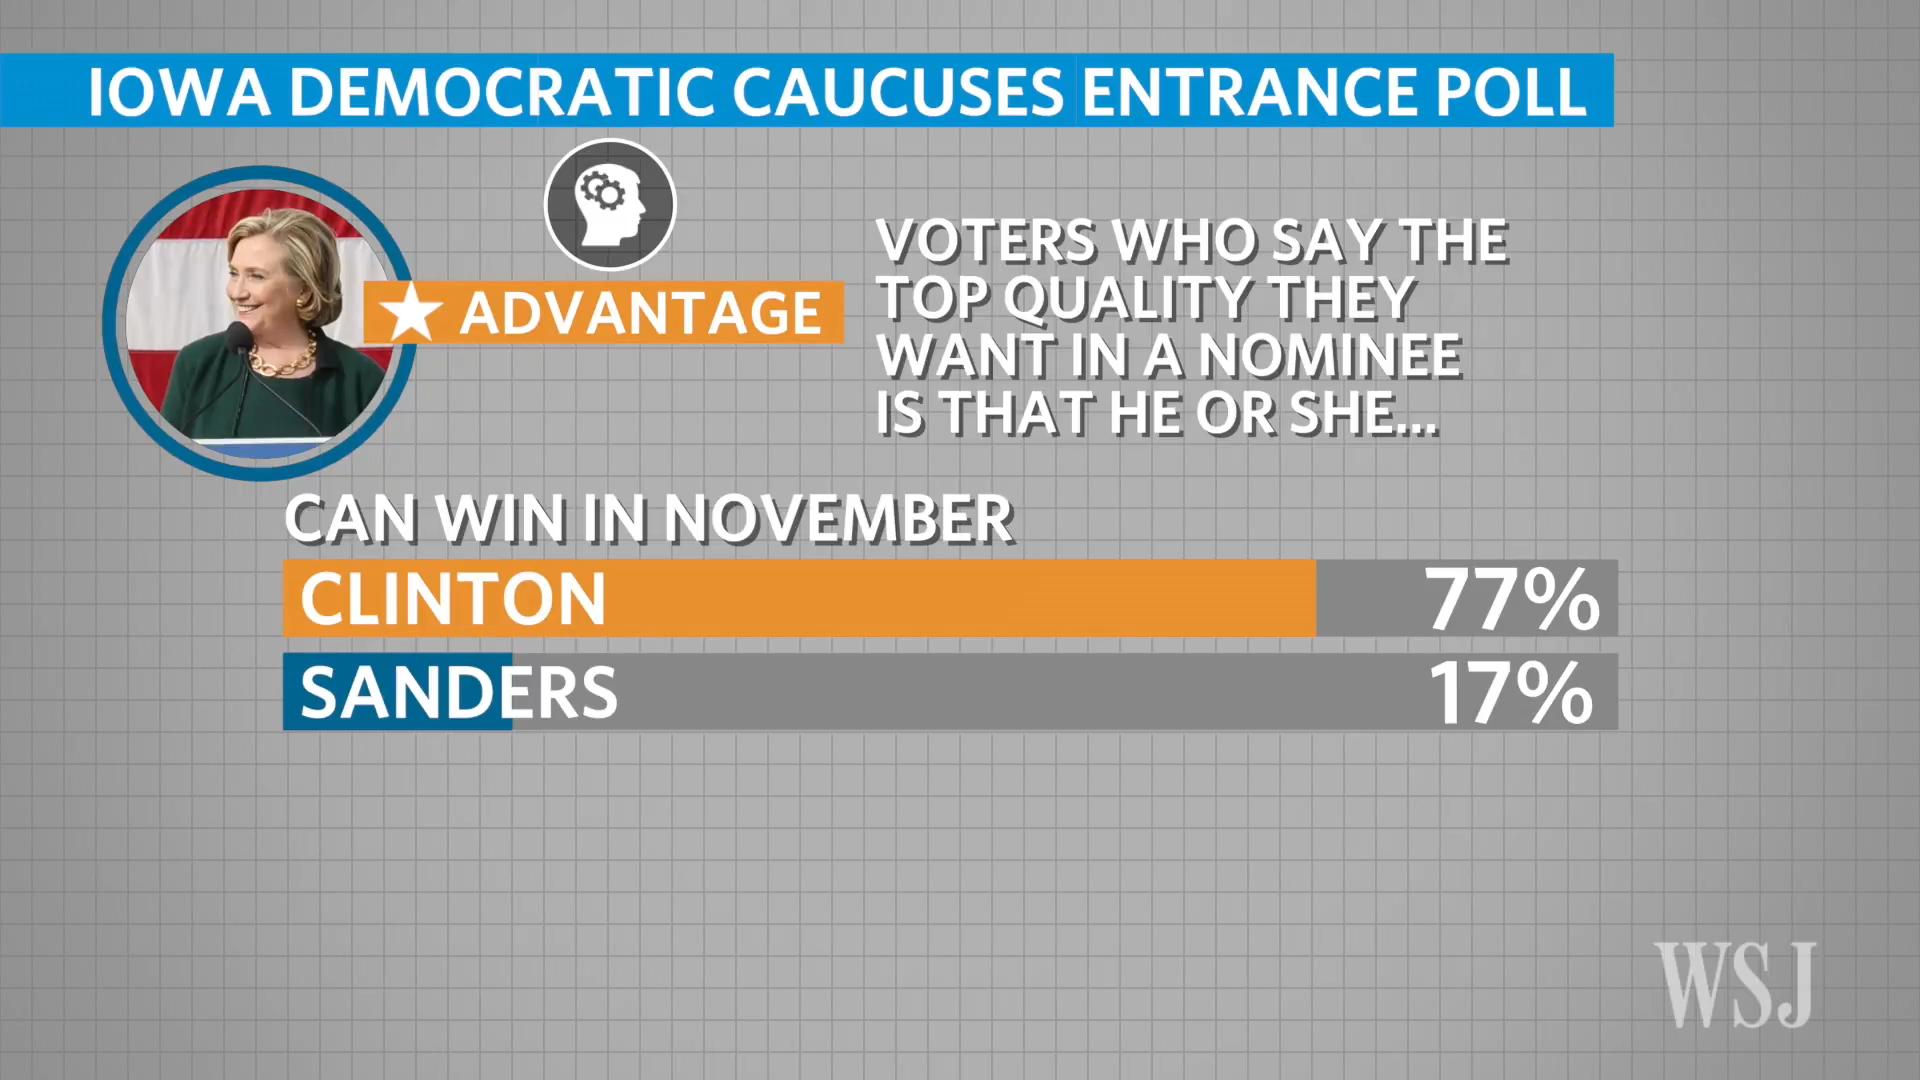 IOWA DEMOCRATIC CAUCUSES ENTRANCE POLL
ADVANTAGE
VOTERS WHO SAY THE
TOP QUALITY THEY
WANT IN A NOMINEE
IS THAT HE OR SHE...
CAN WIN IN NOVEMBER
CLINTON 77%
SANDERS 17%
WSJ